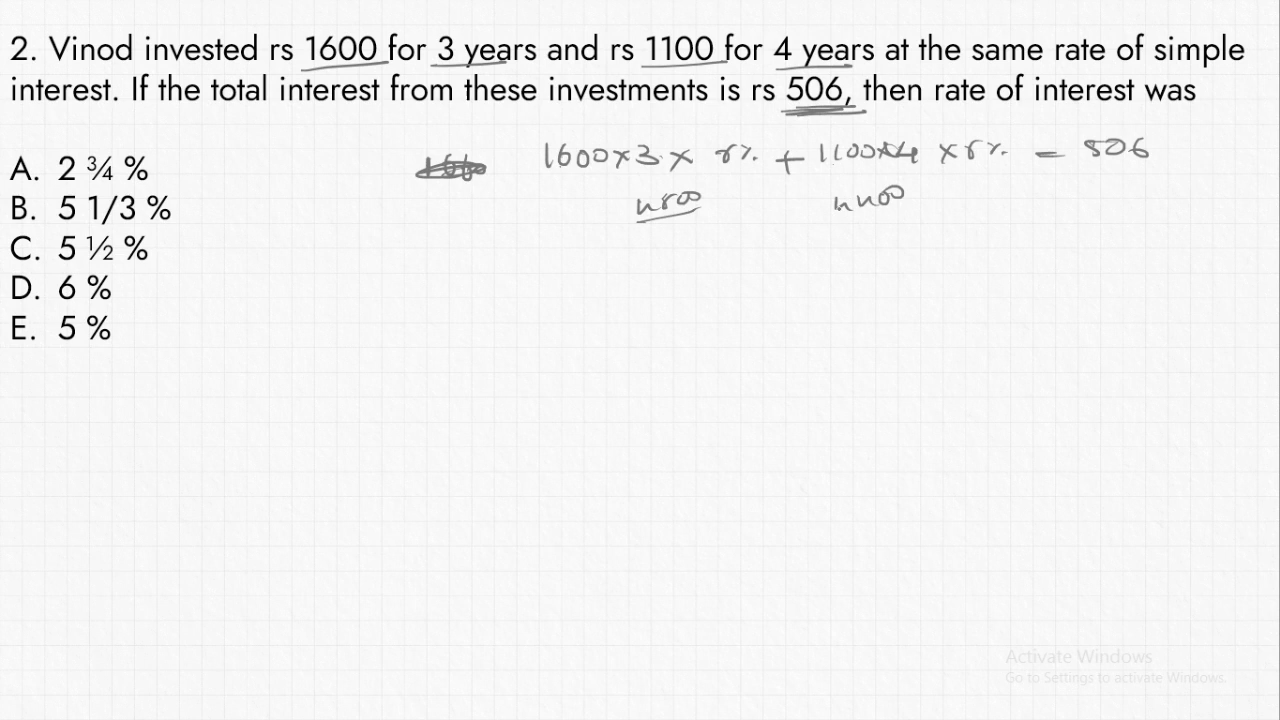 2. Vinod invested rs 1600 for 3 years and rs 1100 for 4 years at the same rate of simple
interest. If the total interest from these investments is rs 506, then rate of interest was
1600×3× r% + 1100×4 × r% = 506
A. 2 ¾ %
4800 4400
B. 5 1/3 %
C. 5 ½ %
D. 6 %
E. 5 %
Activate Windows
Go to Settings to activate Windows.